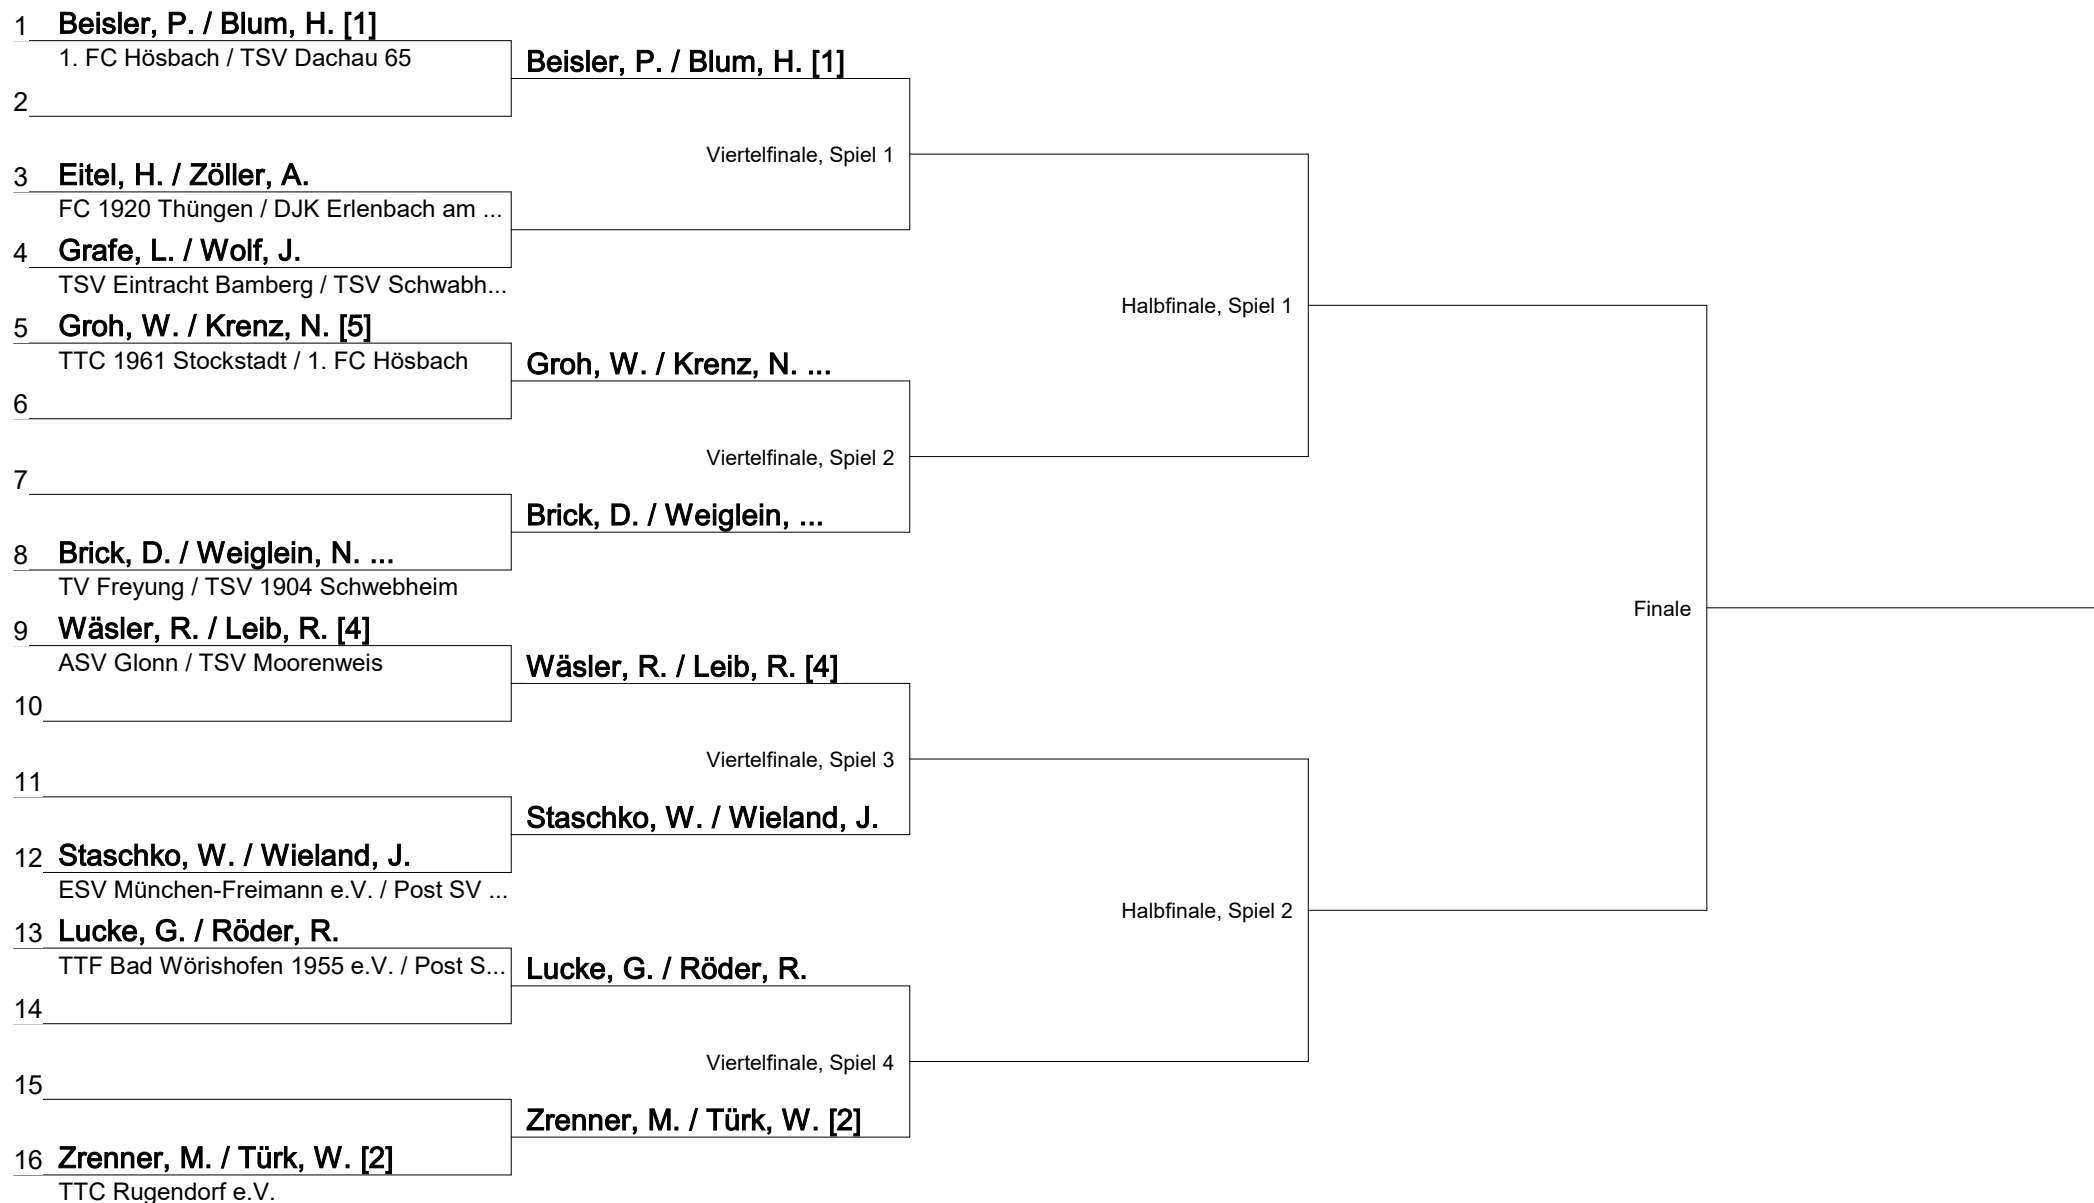 1 Beisler, P. / Blum, H. [1]
1. FC Hösbach / TSV Dachau 65
Beisler, P. / Blum, H. [1]
2
Viertelfinale, Spiel 1
3 Eitel, H. / Zöller, A.
FC 1920 Thüngen / DJK Erlenbach am ...
4 Grafe, L. / Wolf, J.
TSV Eintracht Bamberg / TSV Schwabh...
Halbfinale, Spiel 1
5 Groh, W. / Krenz, N. [5]
TTC 1961 Stockstadt / 1. FC Hösbach
Groh, W. / Krenz, N. ...
6
Viertelfinale, Spiel 2
7
Brick, D. / Weiglein, ...
8 Brick, D. / Weiglein, N. ...
TV Freyung / TSV 1904 Schwebheim
Finale
9 Wäsler, R. / Leib, R. [4]
ASV Glonn / TSV Moorenweis
Wäsler, R. / Leib, R. [4]
10
Viertelfinale, Spiel 3
11
Staschko, W. / Wieland, J.
12 Staschko, W. / Wieland, J.
ESV München-Freimann e.V. / Post SV ...
Halbfinale, Spiel 2
13 Lucke, G. / Röder, R.
TTF Bad Wörishofen 1955 e.V. / Post S...
Lucke, G. / Röder, R.
14
Viertelfinale, Spiel 4
15
Zrenner, M. / Türk, W. [2]
16 Zrenner, M. / Türk, W. [2]
TTC Rugendorf e.V.